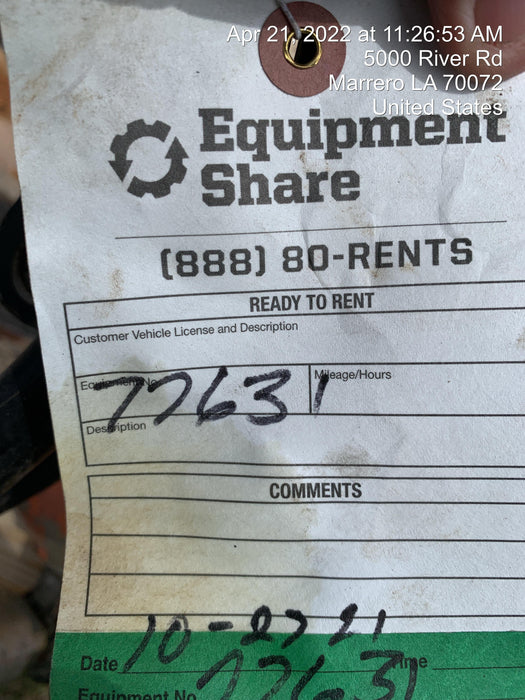 Apr 21, 2022 at 11:26:53 AM
5000 River Rd
Marrero LA 70072
United States
Equipment
Share
(888) 80-RENTS
READY TO RENT
Customer Vehicle License and Description
Equipment No. 77631
Mileage/Hours
Description
COMMENTS
Date 10-27 21 Time
Equipment No. 77631